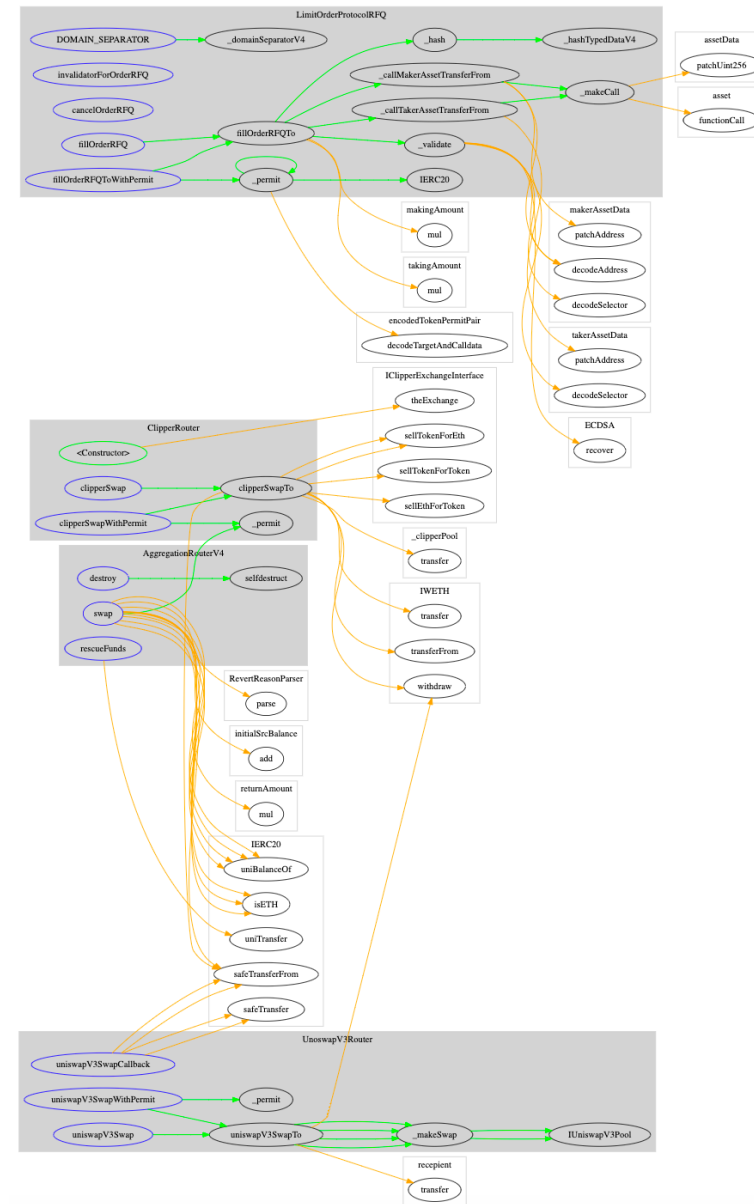 LimitOrderProtocolRFQ
DOMAIN_SEPARATOR
_domainSeparatorV4
_hash
_hashTypedDataV4
invalidatorForOrderRFQ
_callMakerAssetTransferFrom
_makeCall
assetData
patchUint256
cancelOrderRFQ
_callTakerAssetTransferFrom
asset
functionCall
fillOrderRFQ
fillOrderRFQTo
_validate
fillOrderRFQToWithPermit
_permit
IERC20
makingAmount
mul
makerAssetData
patchAddress
decodeAddress
decodeSelector
takingAmount
mul
encodedTokenPermitPair
decodeTargetAndCalldata
takerAssetData
patchAddress
decodeSelector
IClipperExchangeInterface
theExchange
sellTokenForEth
sellTokenForToken
sellEthForToken
ECDSA
recover
ClipperRouter
<Constructor>
clipperSwap
clipperSwapTo
clipperSwapWithPermit
_permit
_clipperPool
transfer
AggregationRouterV4
destroy
selfdestruct
swap
rescueFunds
IWETH
transfer
transferFrom
withdraw
RevertReasonParser
parse
initialSrcBalance
add
returnAmount
mul
IERC20
uniBalanceOf
isETH
uniTransfer
safeTransferFrom
safeTransfer
UnoswapV3Router
uniswapV3SwapCallback
uniswapV3SwapWithPermit
_permit
uniswapV3Swap
uniswapV3SwapTo
_makeSwap
IUniswapV3Pool
recepient
transfer